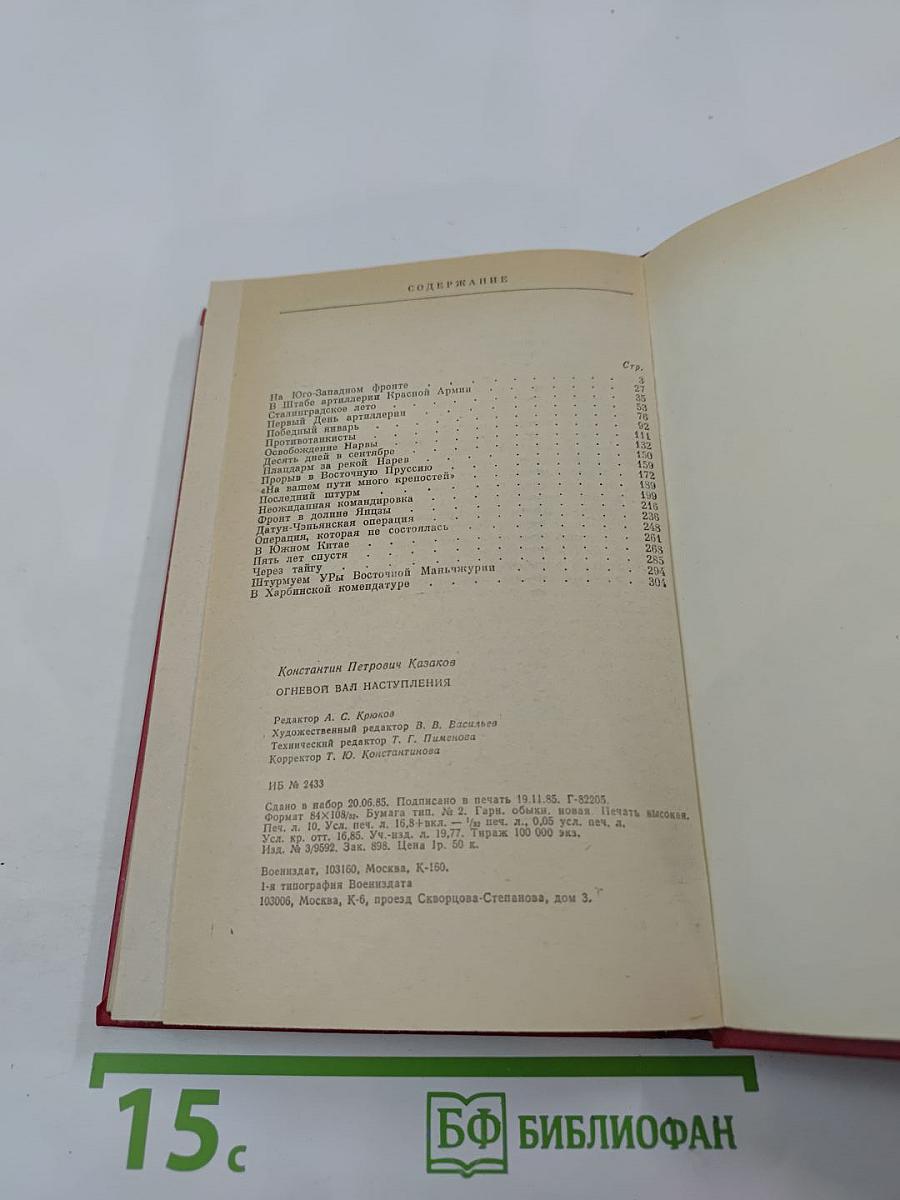 СОДЕРЖАНИЕ
Стр.
На Юго-Западном фронте 3
В Штабе артиллерии Красной Армии 27
Сталинградское лето 35
Первый День артиллерии 53
Победный январь 76
Противотанкисты 92
Освобождение Нарвы 111
Десять дней в сентябре 132
Плацдарм за рекой Нарев 150
Прорыв в Восточную Пруссию 159
«На вашем пути много крепостей» 172
Последний штурм 189
Неожиданная командировка 199
Фронт в долине Янцзы 216
Датун-Чэньянская операция 236
Операция, которая не состоялась 248
В Южном Китае 261
Пять лет спустя 268
Через тайгу 285
Штурмуем УРы Восточной Маньчжурии 294
В Харбинской комендатуре 304
Константин Петрович Казаков
ОГНЕВОЙ ВАЛ НАСТУПЛЕНИЯ
Редактор А. С. Крюков
Художественный редактор В. В. Васильев
Технический редактор Т. Г. Пименова
Корректор Т. Ю. Константинова
ИБ № 2433
Сдано в набор 20.06.85. Подписано в печать 19.11.85. Г-82205.
Формат 84×108/32. Бумага тип. № 2. Гарн. обыкн. новая. Печать высокая.
Печ. л. 10. Усл. печ. л. 16,8+вкл. — 1/32 печ. л., 0,05 усл. печ. л.
Усл. кр. отт. 16,85. Уч.-изд. л. 19,77. Тираж 100 000 экз.
Изд. № 3/9592. Зак. 898. Цена 1р. 50 к.
Воениздат, 103160, Москва, К-160.
1-я типография Воениздата
103006, Москва, К-6, проезд Скворцова-Степанова, дом 3.
15 с
БФ БИБЛИОФАН